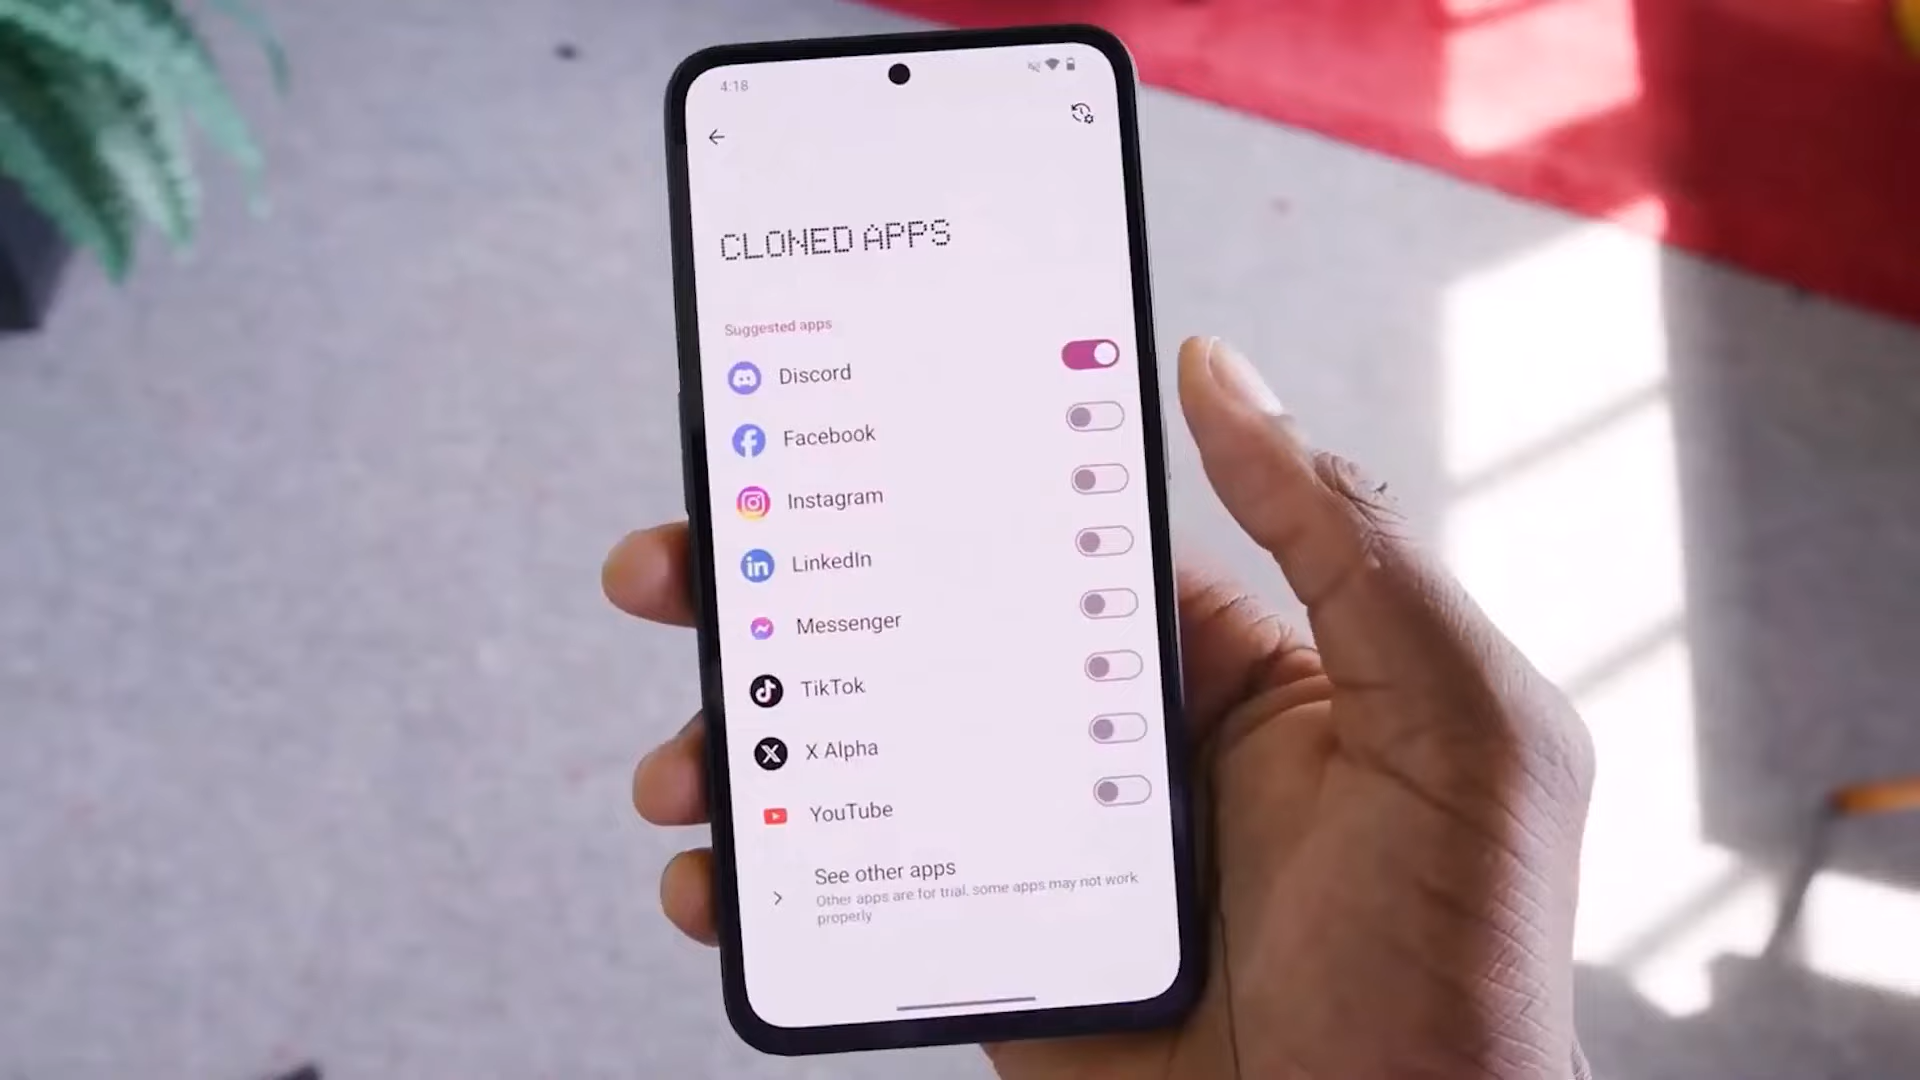 4:18
CLONED APPS
Suggested apps
Discord
Facebook
Instagram
in LinkedIn
Messenger
TikTok
X Alpha
YouTube
See other apps
Other apps are for trial, some apps may not work
properly